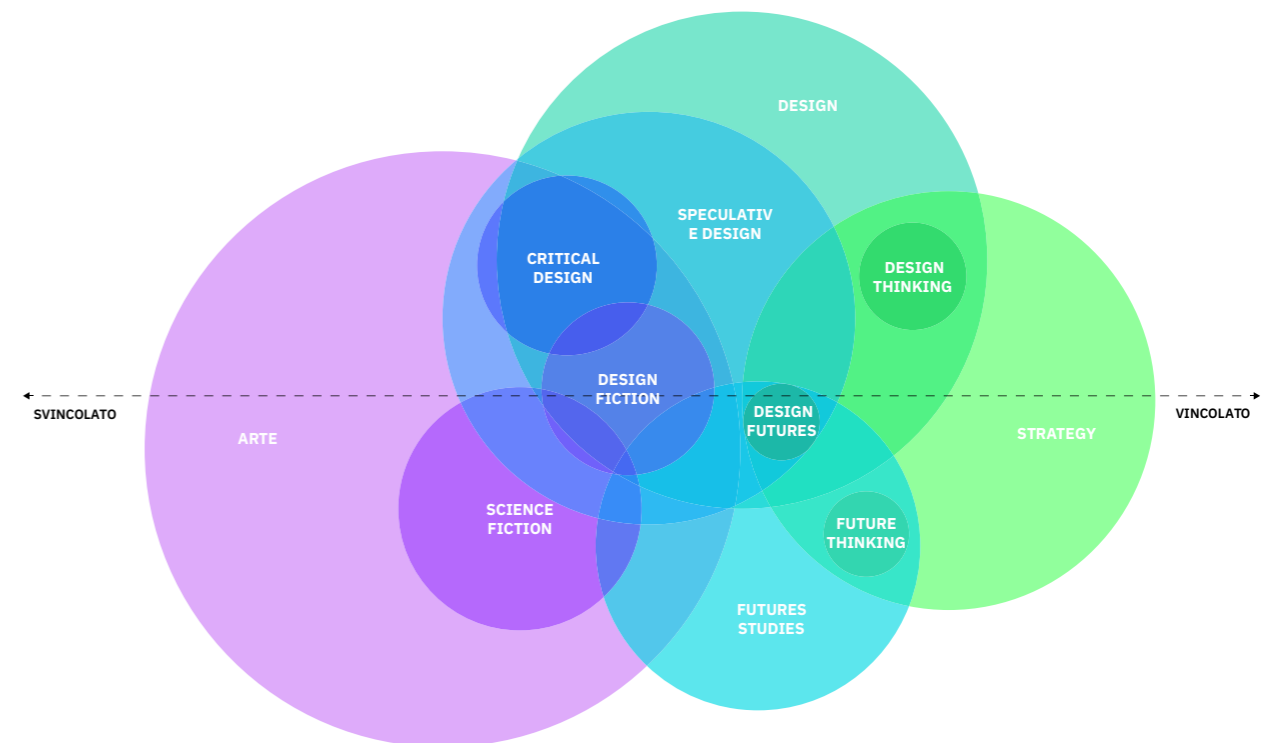 DESIGN
SPECULATIV
E DESIGN
CRITICAL
DESIGN
DESIGN
THINKING
DESIGN
FICTION
DESIGN
FUTURES
SVINCOLATO
VINCOLATO
ARTE
STRATEGY
SCIENCE
FICTION
FUTURE
THINKING
FUTURES
STUDIES